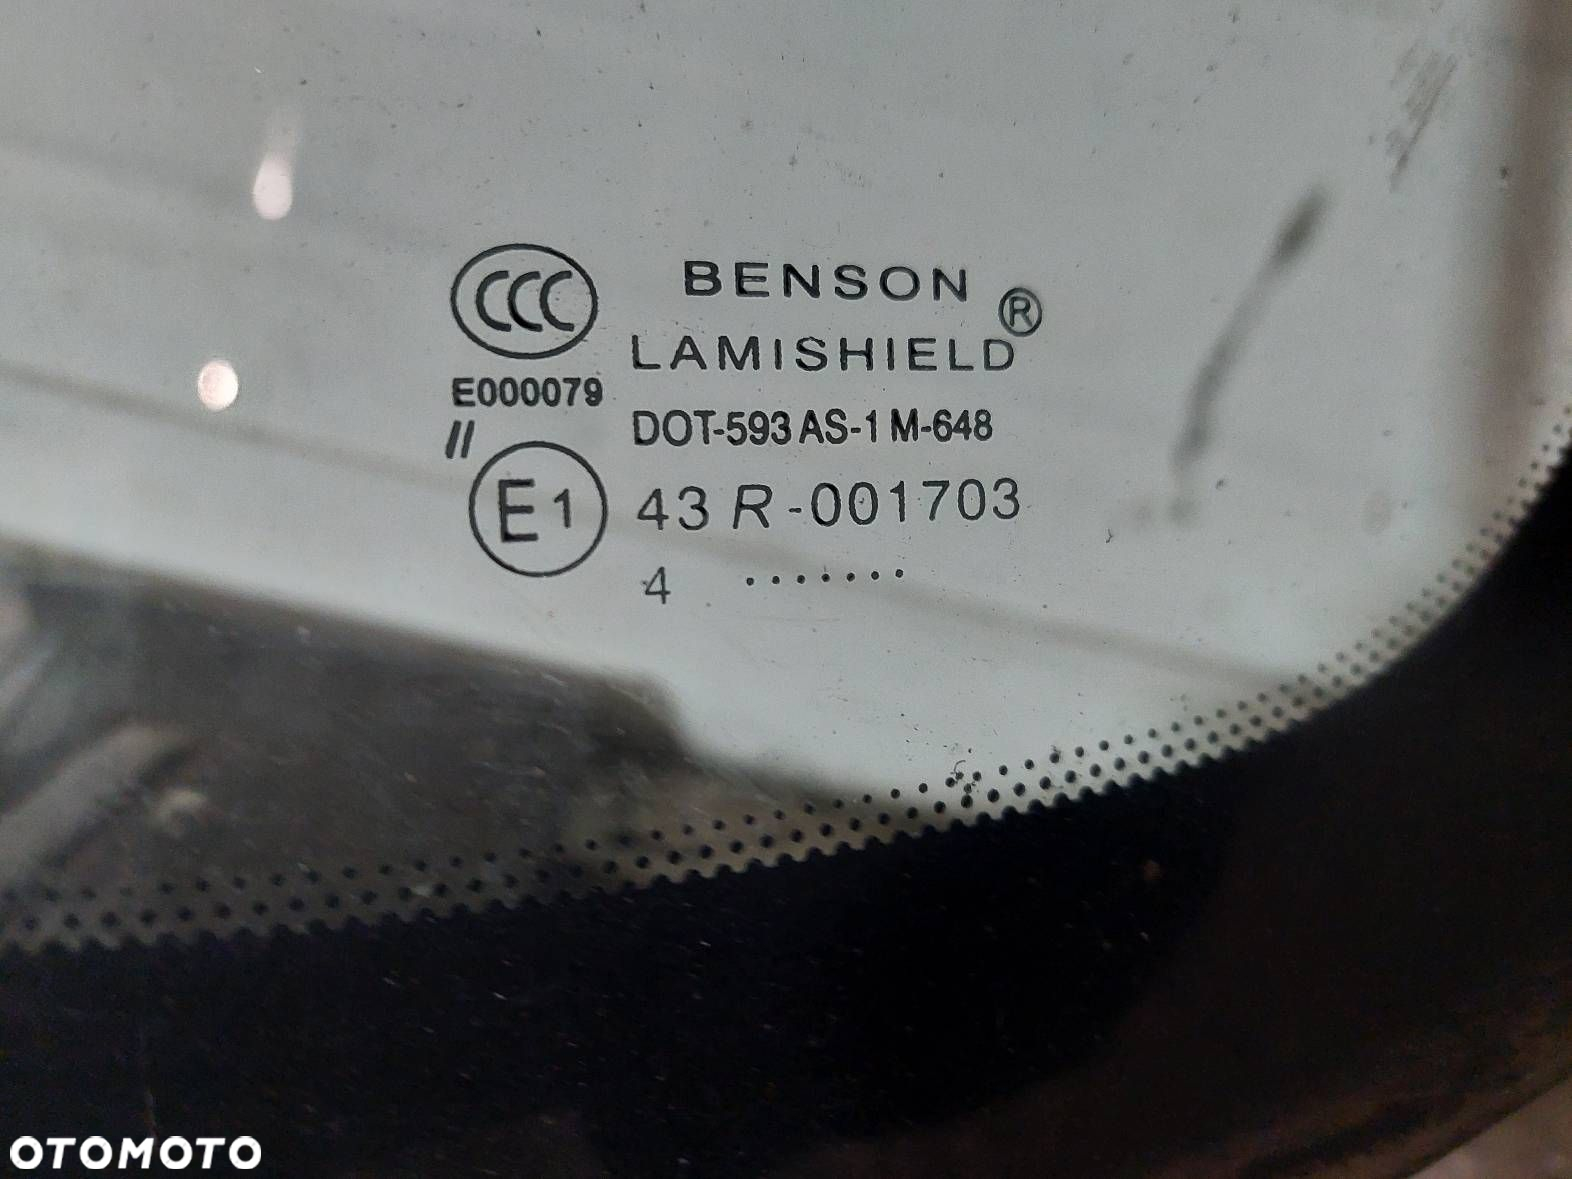 CCC
BENSON
LAMISHIELD®
E000079
DOT-593 AS-1 M-648
//
E1 43 R-001703
4 .......
OTOMOTO